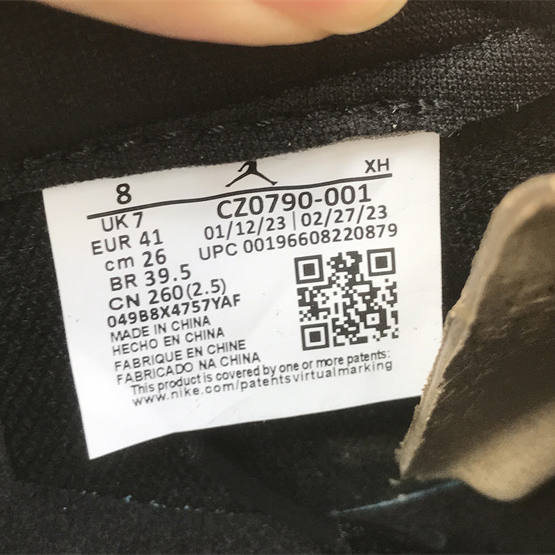 8 XH
UK 7 CZ0790-001
EUR 41 01/12/23 | 02/27/23
cm 26 UPC 00196608220879
BR 39.5
CN 260(2.5)
049B8X4757YAF
MADE IN CHINA
HECHO EN CHINA
FABRIQUE EN CHINE
FABRICADO NA CHINA
This product is covered by one or more patents:
www.nike.com/patentsvirtualmarking